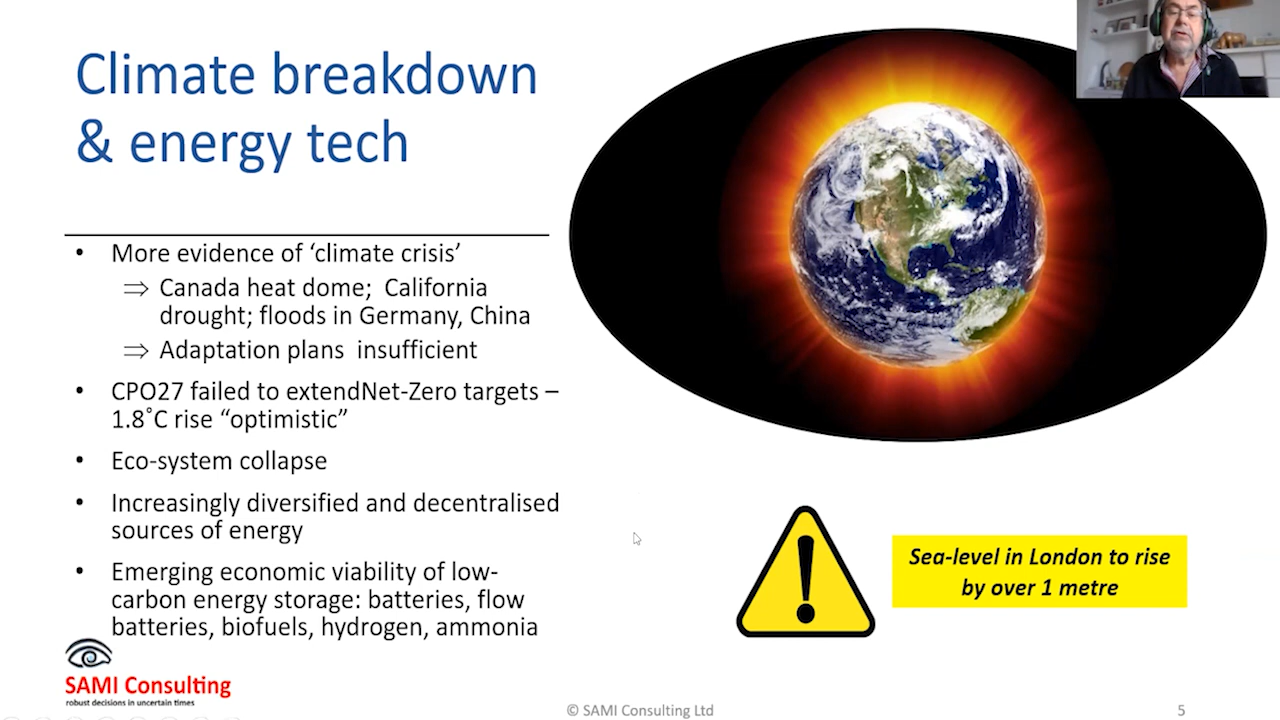 Climate breakdown
& energy tech
• More evidence of ‘climate crisis’
⇒ Canada heat dome;  California
drought; floods in Germany, China
⇒ Adaptation plans  insufficient
• CPO27 failed to extendNet-Zero targets –
1.8˚C rise “optimistic”
• Eco-system collapse
• Increasingly diversified and decentralised
sources of energy
• Emerging economic viability of low-
carbon energy storage: batteries, flow
batteries, biofuels, hydrogen, ammonia
Sea-level in London to rise
by over 1 metre
SAMI Consulting
robust decisions in uncertain times
© SAMI Consulting Ltd
5